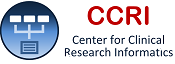 CCRI
Center for Clinical
Research Informatics